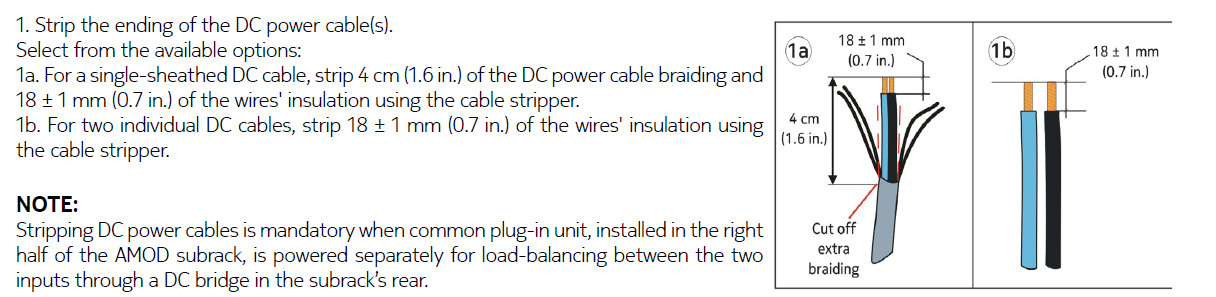 1. Strip the ending of the DC power cable(s).
Select from the available options:
1a. For a single-sheathed DC cable, strip 4 cm (1.6 in.) of the DC power cable braiding and
18 ± 1 mm (0.7 in.) of the wires' insulation using the cable stripper.
1b. For two individual DC cables, strip 18 ± 1 mm (0.7 in.) of the wires' insulation using
the cable stripper.
NOTE:
Stripping DC power cables is mandatory when common plug-in unit, installed in the right
half of the AMOD subrack, is powered separately for load-balancing between the two
inputs through a DC bridge in the subrack's rear.
1a
18 ± 1 mm
(0.7 in.)
4 cm
(1.6 in.)
Cut off
extra
braiding
1b
18 ± 1 mm
(0.7 in.)